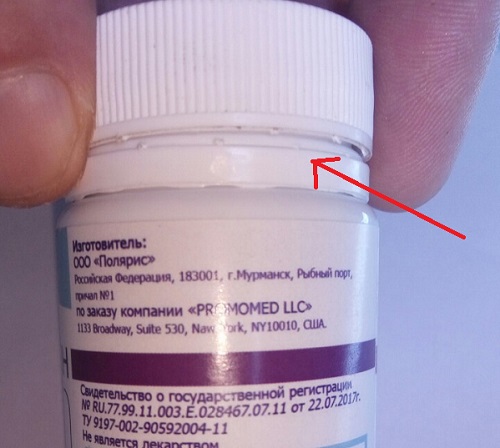 Изготовитель:
ООО «Полярис»
Российская Федерация, 183001, г.Мурманск, Рыбный порт,
причал №1
по заказу компании «PROMOMED LLC»
1133 Broadway, Suite 530, New York, NY10010, США.
Н
Свидетельство о государственной регистрации
№ RU.77.99.11.003.Е.028467.07.11 от 22.07.2017г.
ТУ 9197-002-90592004-11
Не является лекарством